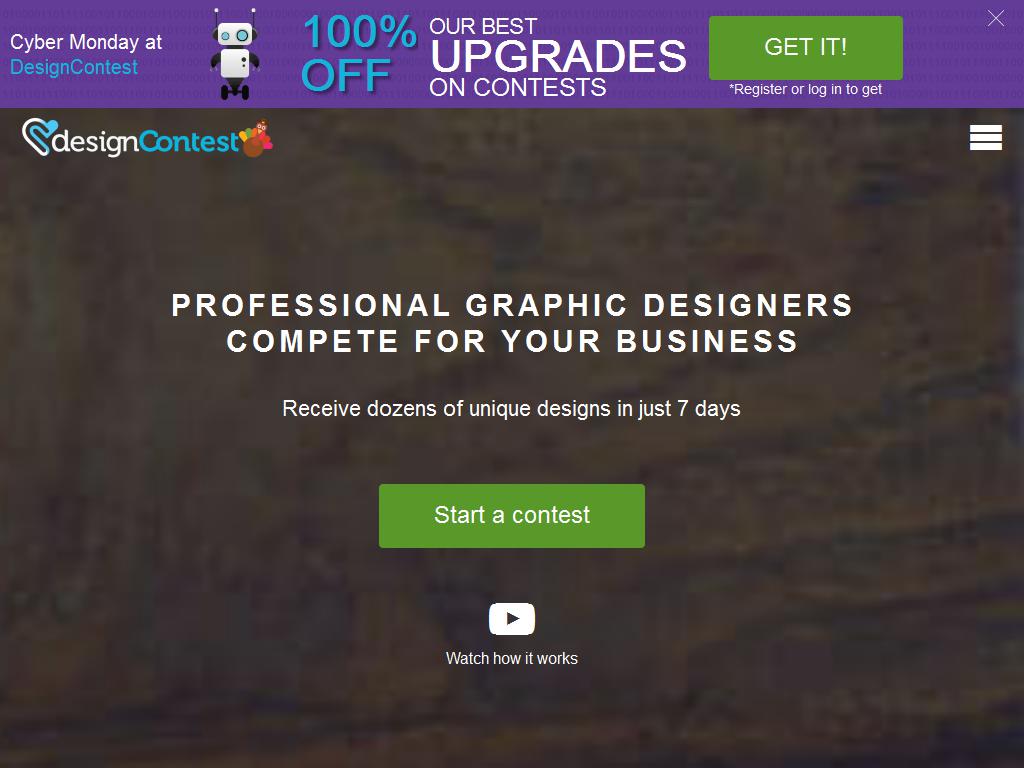 Cyber Monday at
DesignContest
100%
OFF
OUR BEST
UPGRADES
ON CONTESTS
GET IT!
*Register or log in to get
designContest
PROFESSIONAL GRAPHIC DESIGNERS
COMPETE FOR YOUR BUSINESS
Receive dozens of unique designs in just 7 days
Start a contest
Watch how it works